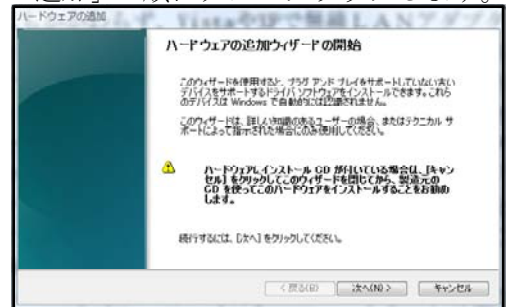 ハードウェアの追加
ハードウェアの追加ウィザードの開始
このウィザードを使用すると、プラグ アンド プレイをサポートしていない古い
デバイスをサポートするドライバ ソフトウェアをインストールできます。これら
のデバイスは Windows で自動的には認識されません。
このウィザードは、詳しい知識のあるユーザーの場合、またはテクニカル サ
ポートによって指示された場合にのみ使用してください。
ハードウェアにインストール CD が付いている場合は、[キャン
セル] をクリックしてこのウィザードを閉じてから、製造元の
CD を使ってこのハードウェアをインストールすることをお勧め
します。
続行するには、[次へ] をクリックしてください。
< 戻る(B) 次へ(N) > キャンセル